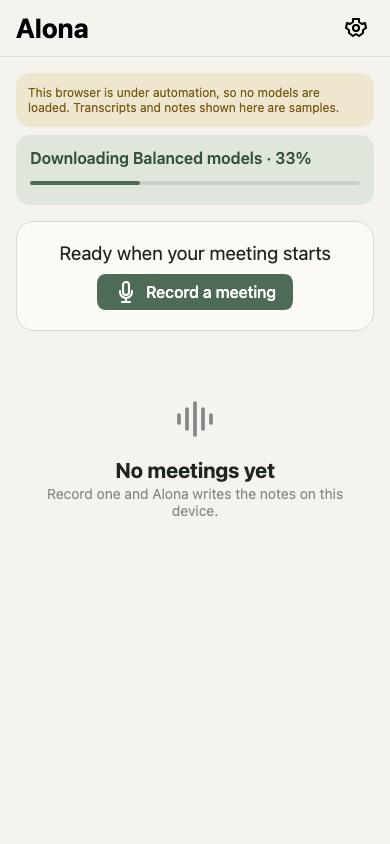 Alona
This browser is under automation, so no models are
loaded. Transcripts and notes shown here are samples.
Downloading Balanced models · 33%
Ready when your meeting starts
Record a meeting
No meetings yet
Record one and Alona writes the notes on this
device.